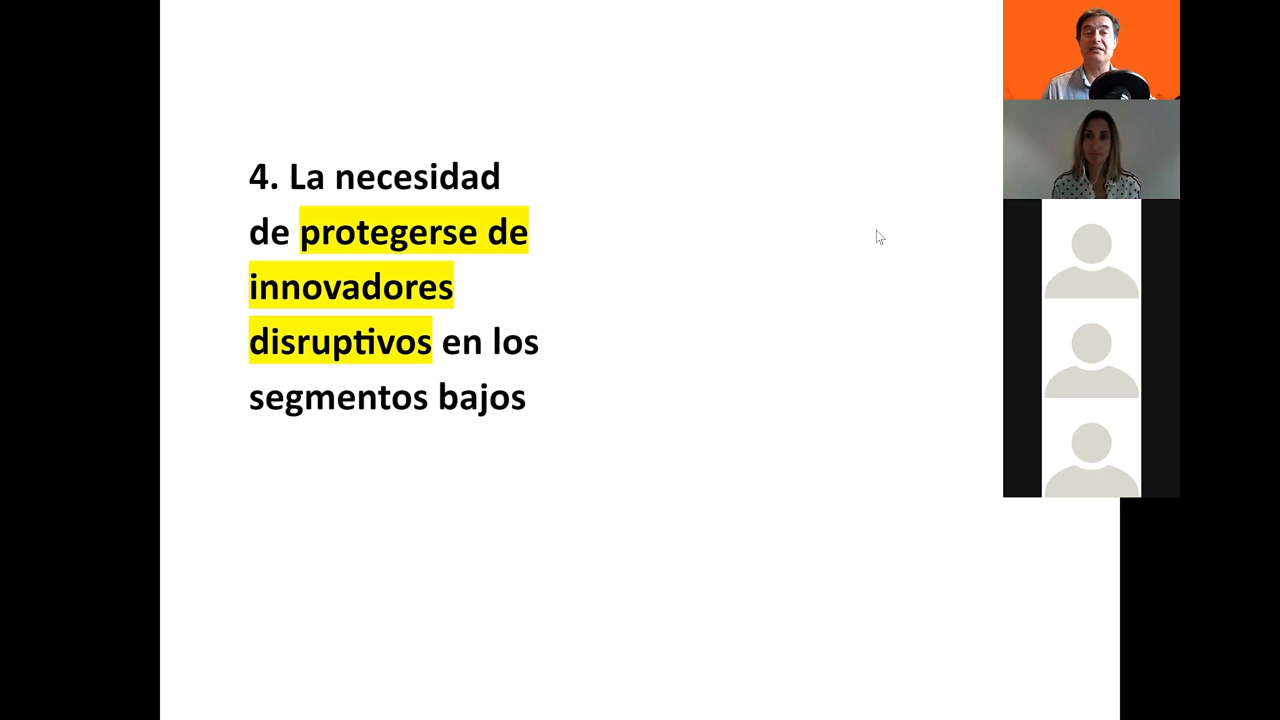 4. La necesidad
de protegerse de
innovadores
disruptivos en los
segmentos bajos